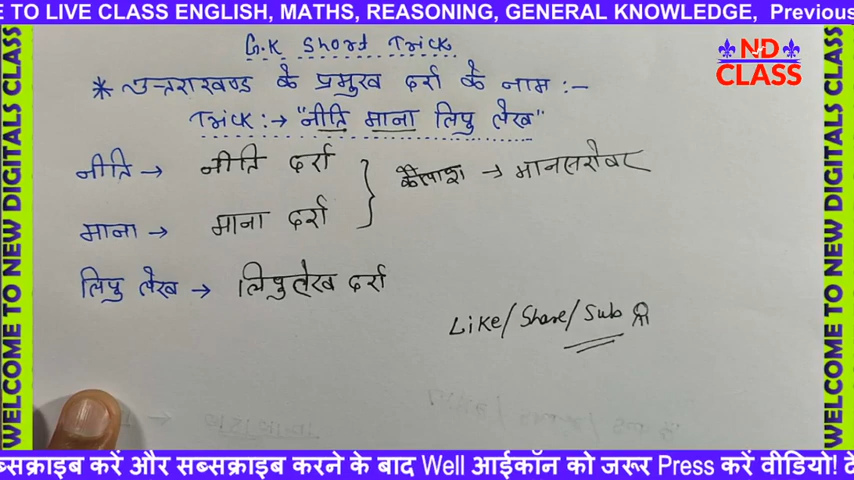 E TO LIVE CLASS ENGLISH, MATHS, REASONING, GENERAL KNOWLEDGE, Previous
ND
CLASS
G.K Short Trick
* उत्तराखण्ड के प्रमुख दर्रा के नाम :-
Trick :→ "नीति माना लिपु लेख"
नीति → नीति दर्रा
माना → माना दर्रा
कैलाश → मानसरोवर
लिपु लेख → लिपुलेख दर्रा
Like/Share/Sub
WELCOME TO NEW DIGITALS CLASS
WELCOME TO NEW DIGITALS CLASS
ब्सक्राइब करें और सब्सक्राइब करने के बाद Well आईकॉन को जरूर Press करें वीडियो! दे